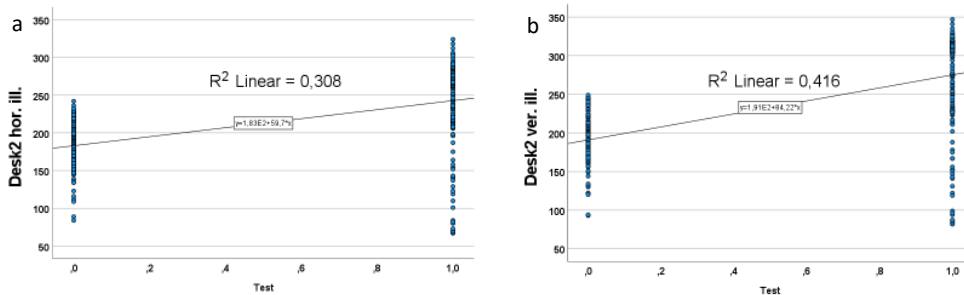 a
350
300
250
200
150
100
50
Desk2 hor. ill.
R² Linear = 0,308
y=1,83E2+59,7*x
,0 ,2 ,4 ,6 ,8 1,0
Test
b
350
300
250
200
150
100
50
Desk2 ver. ill.
R² Linear = 0,416
y=1,91E2+84,22*x
,0 ,2 ,4 ,6 ,8 1,0
Test